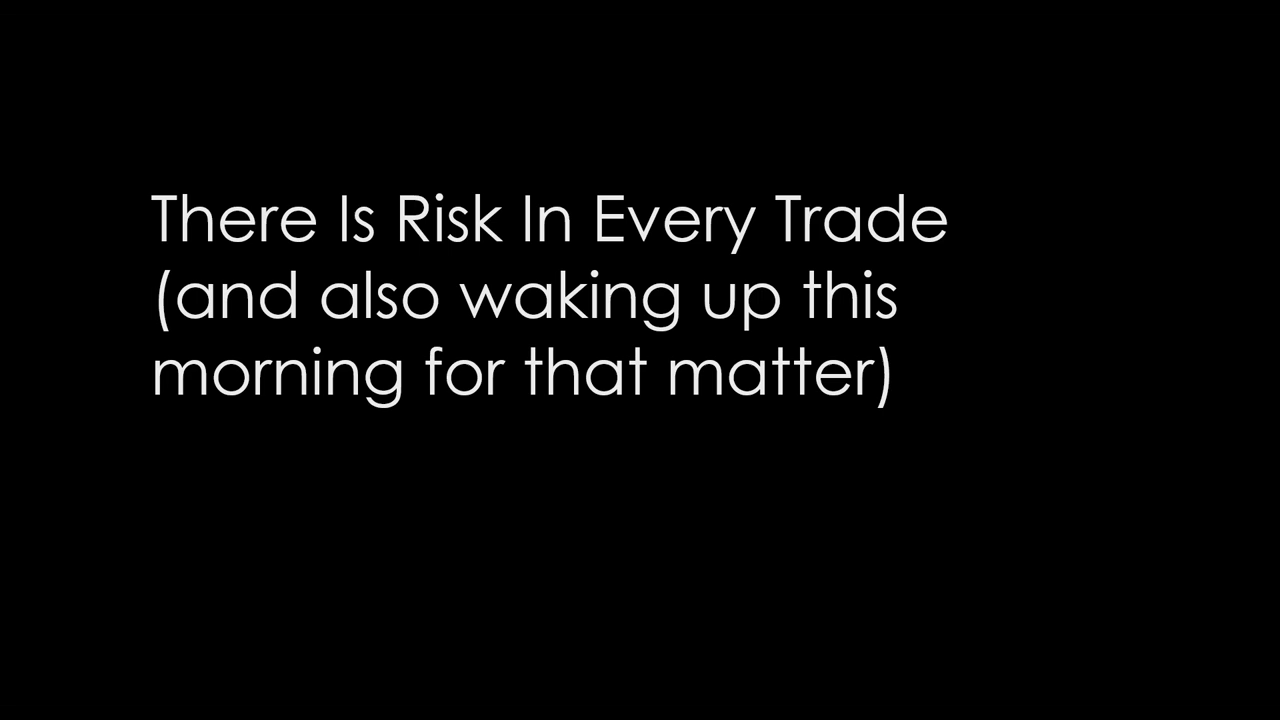 There Is Risk In Every Trade
(and also waking up this
morning for that matter)